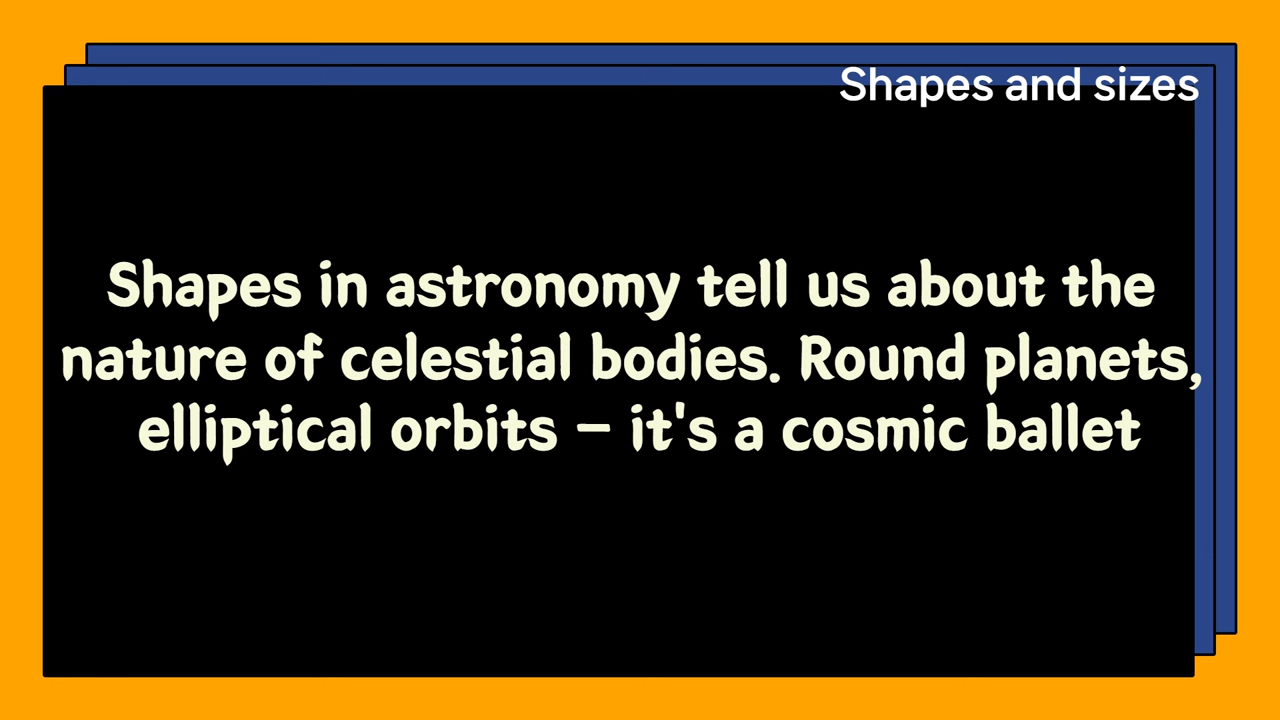 Shapes and sizes
Shapes in astronomy tell us about the
nature of celestial bodies. Round planets,
elliptical orbits – it's a cosmic ballet